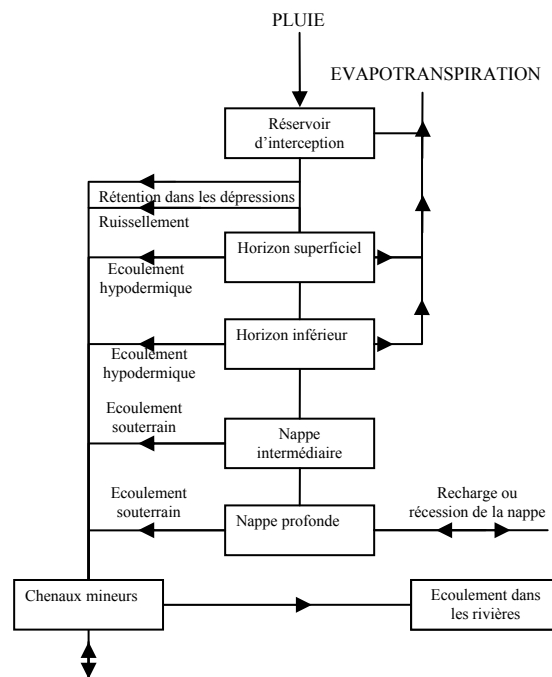 PLUIE
EVAPOTRANSPIRATION
Réservoir
d'interception
Rétention dans les dépressions
Ruissellement
Horizon superficiel
Ecoulement
hypodermique
Horizon inférieur
Ecoulement
hypodermique
Ecoulement
souterrain
Nappe
intermédiaire
Ecoulement
souterrain
Nappe profonde
Recharge ou
récession de la nappe
Chenaux mineurs
Ecoulement dans
les rivières